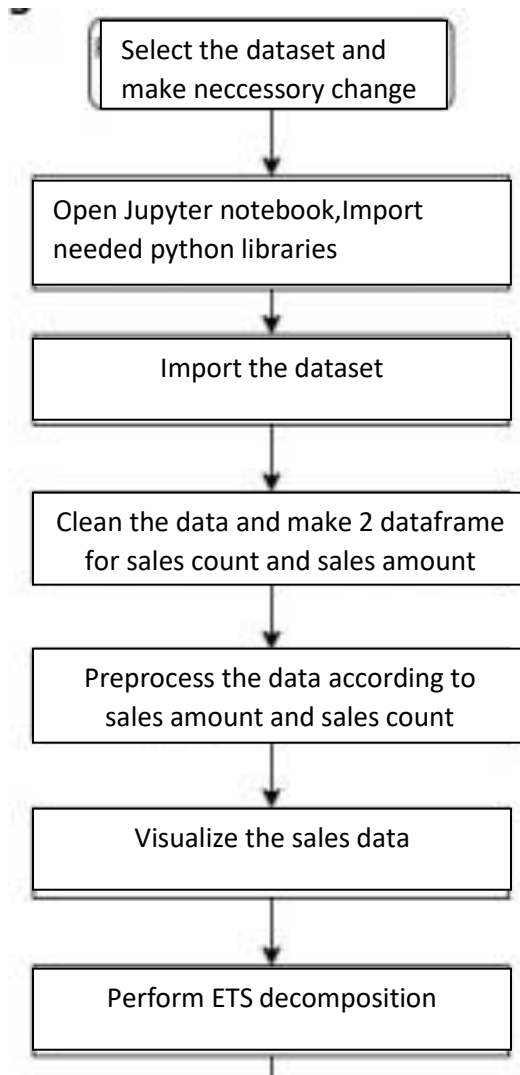 Select the dataset and
make neccessory change
Open Jupyter notebook,Import
needed python libraries
Import the dataset
Clean the data and make 2 dataframe
for sales count and sales amount
Preprocess the data according to
sales amount and sales count
Visualize the sales data
Perform ETS decomposition